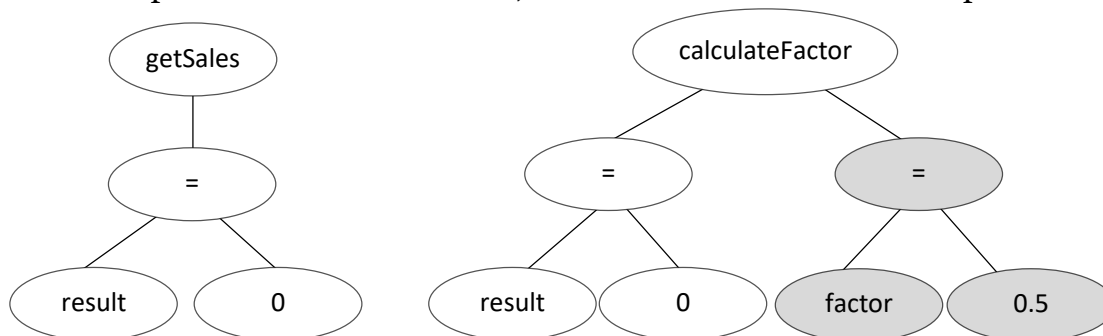 getSales
calculateFactor
=
=
=
result
0
result
0
factor
0.5